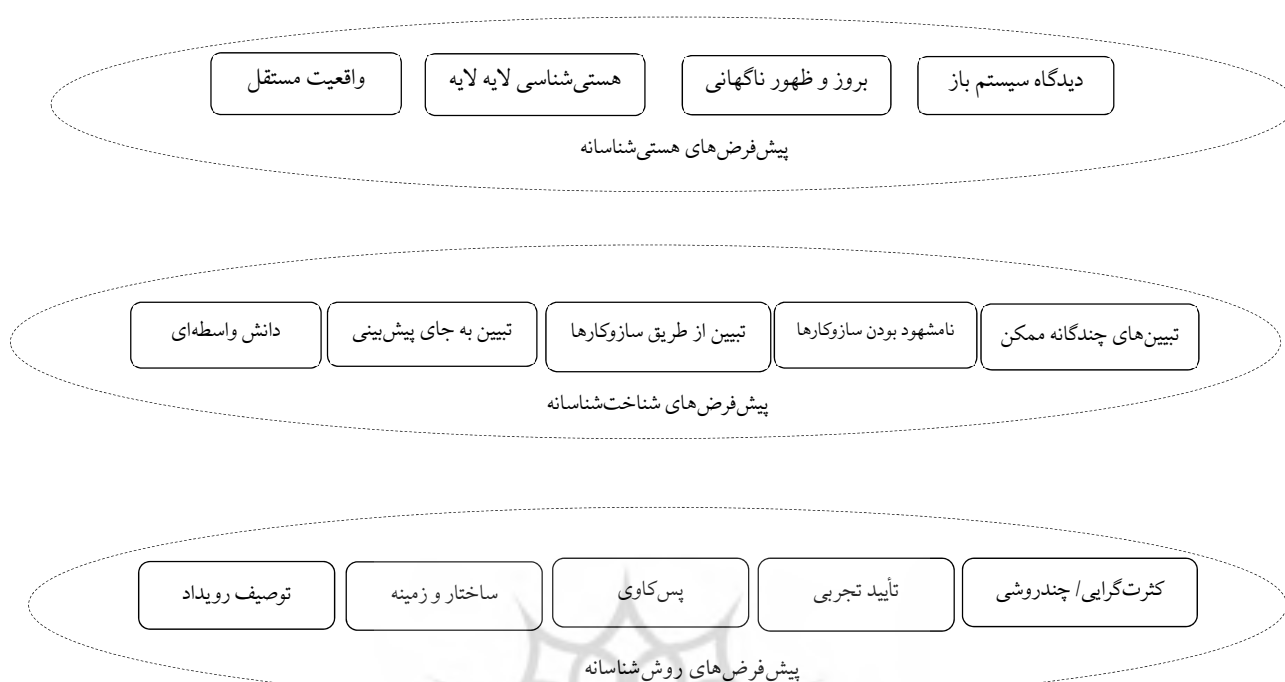 دیدگاه سیستم باز
بروز و ظهور ناگهانی
هستی‌شناسی لایه لایه
واقعیت مستقل
پیش‌فرض‌های هستی‌شناسانه
تبیین‌های چندگانه ممکن
نامشهود بودن سازوکارها
تبیین از طریق سازوکارها
تبیین به جای پیش‌بینی
دانش واسطه‌ای
پیش‌فرض‌های شناخت‌شناسانه
کثرت‌گرایی/ چندروشی
تأیید تجربی
پس‌کاوی
ساختار و زمینه
توصیف رویداد
پیش‌فرض‌های روش‌شناسانه